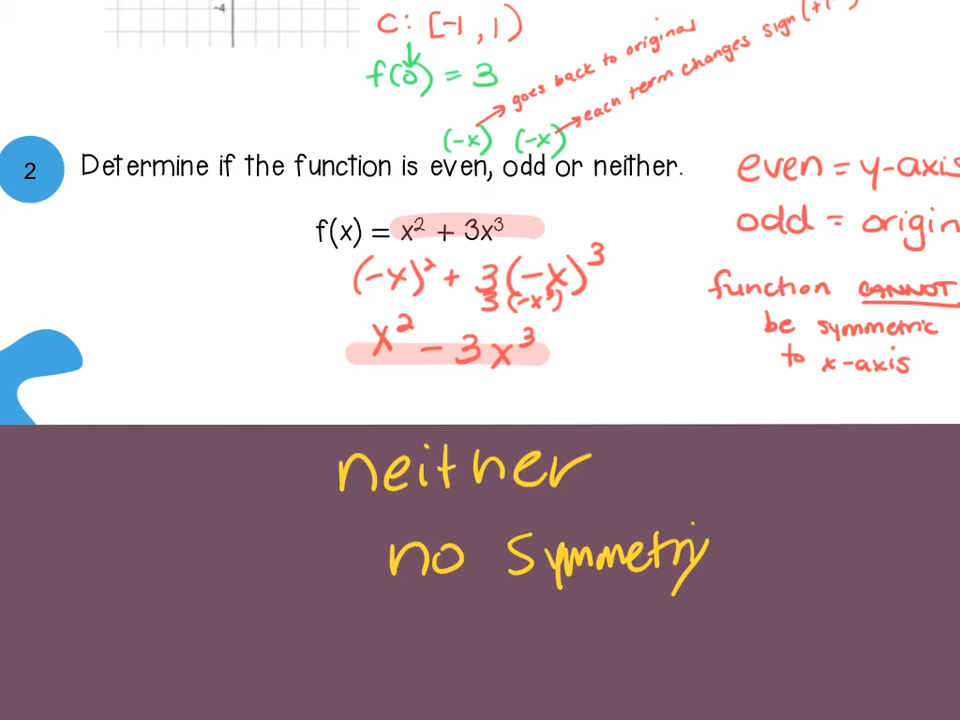 -4
C: [-1, 1)
f(0) = 3
goes back to original
each term changes sign
(-x) (-x)
2
Determine if the function is even, odd or neither.
f(x) = x² + 3x³
(-x)² + 3(-x)³
3(-x³)
x² - 3x³
even = y-axis
odd = origin
function CANNOT
be symmetric
to x-axis
neither
no symmetry